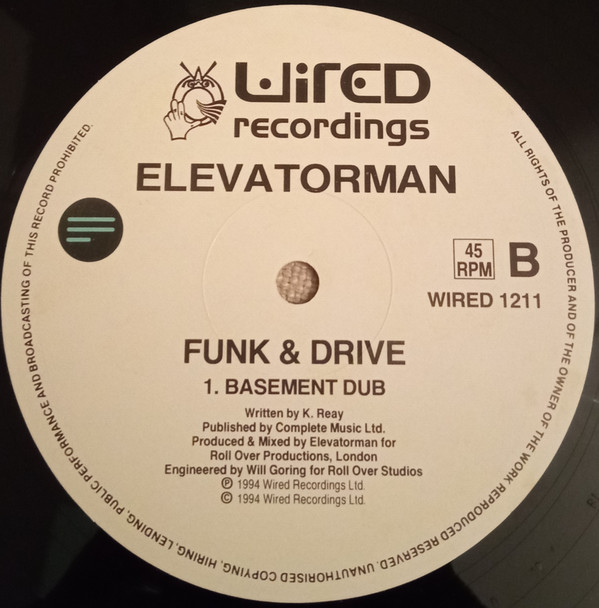 WIRED
recordings
ELEVATORMAN
45
RPM
B
WIRED 1211
FUNK & DRIVE
1. BASEMENT DUB
Written by K. Reay
Published by Complete Music Ltd.
Produced & Mixed by Elevatorman for
Roll Over Productions, London
Engineered by Will Goring for Roll Over Studios
Ⓟ 1994 Wired Recordings Ltd.
© 1994 Wired Recordings Ltd.
ALL RIGHTS OF THE PRODUCER AND OF THE OWNER OF THE WORK REPRODUCED RESERVED. UNAUTHORISED COPYING, HIRING, LENDING, PUBLIC PERFORMANCE AND BROADCASTING OF THIS RECORD PROHIBITED.